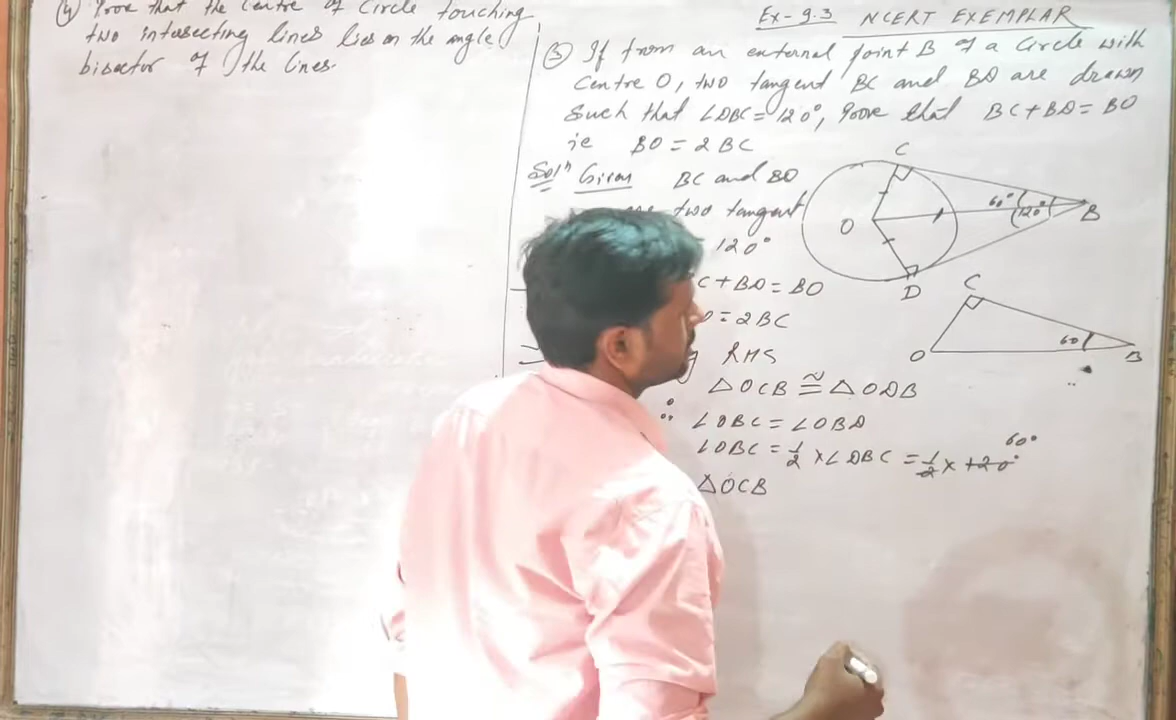 (4) Prove that the Centre of Circle touching
two intersecting lines lies on the angle
bisector of the lines.
Ex- 9.3 NCERT EXEMPLAR
(3) If from an external point B of a Circle with
Centre O, two tangent BC and BD are drawn
Such that ∠DBC = 120°, Prove that BC + BD = BO
ie BO = 2BC
Solⁿ Given BC and BD
two tangent
120°
C + BD = BO
= 2BC
RHS
△OCB ≅ △ODB
∴ ∠OBC = ∠OBD
∠OBC = 1/2 × ∠DBC = 1/2 × 120° 60°
△OCB
C
60°
120°
B
O
D
C
60°
O
B